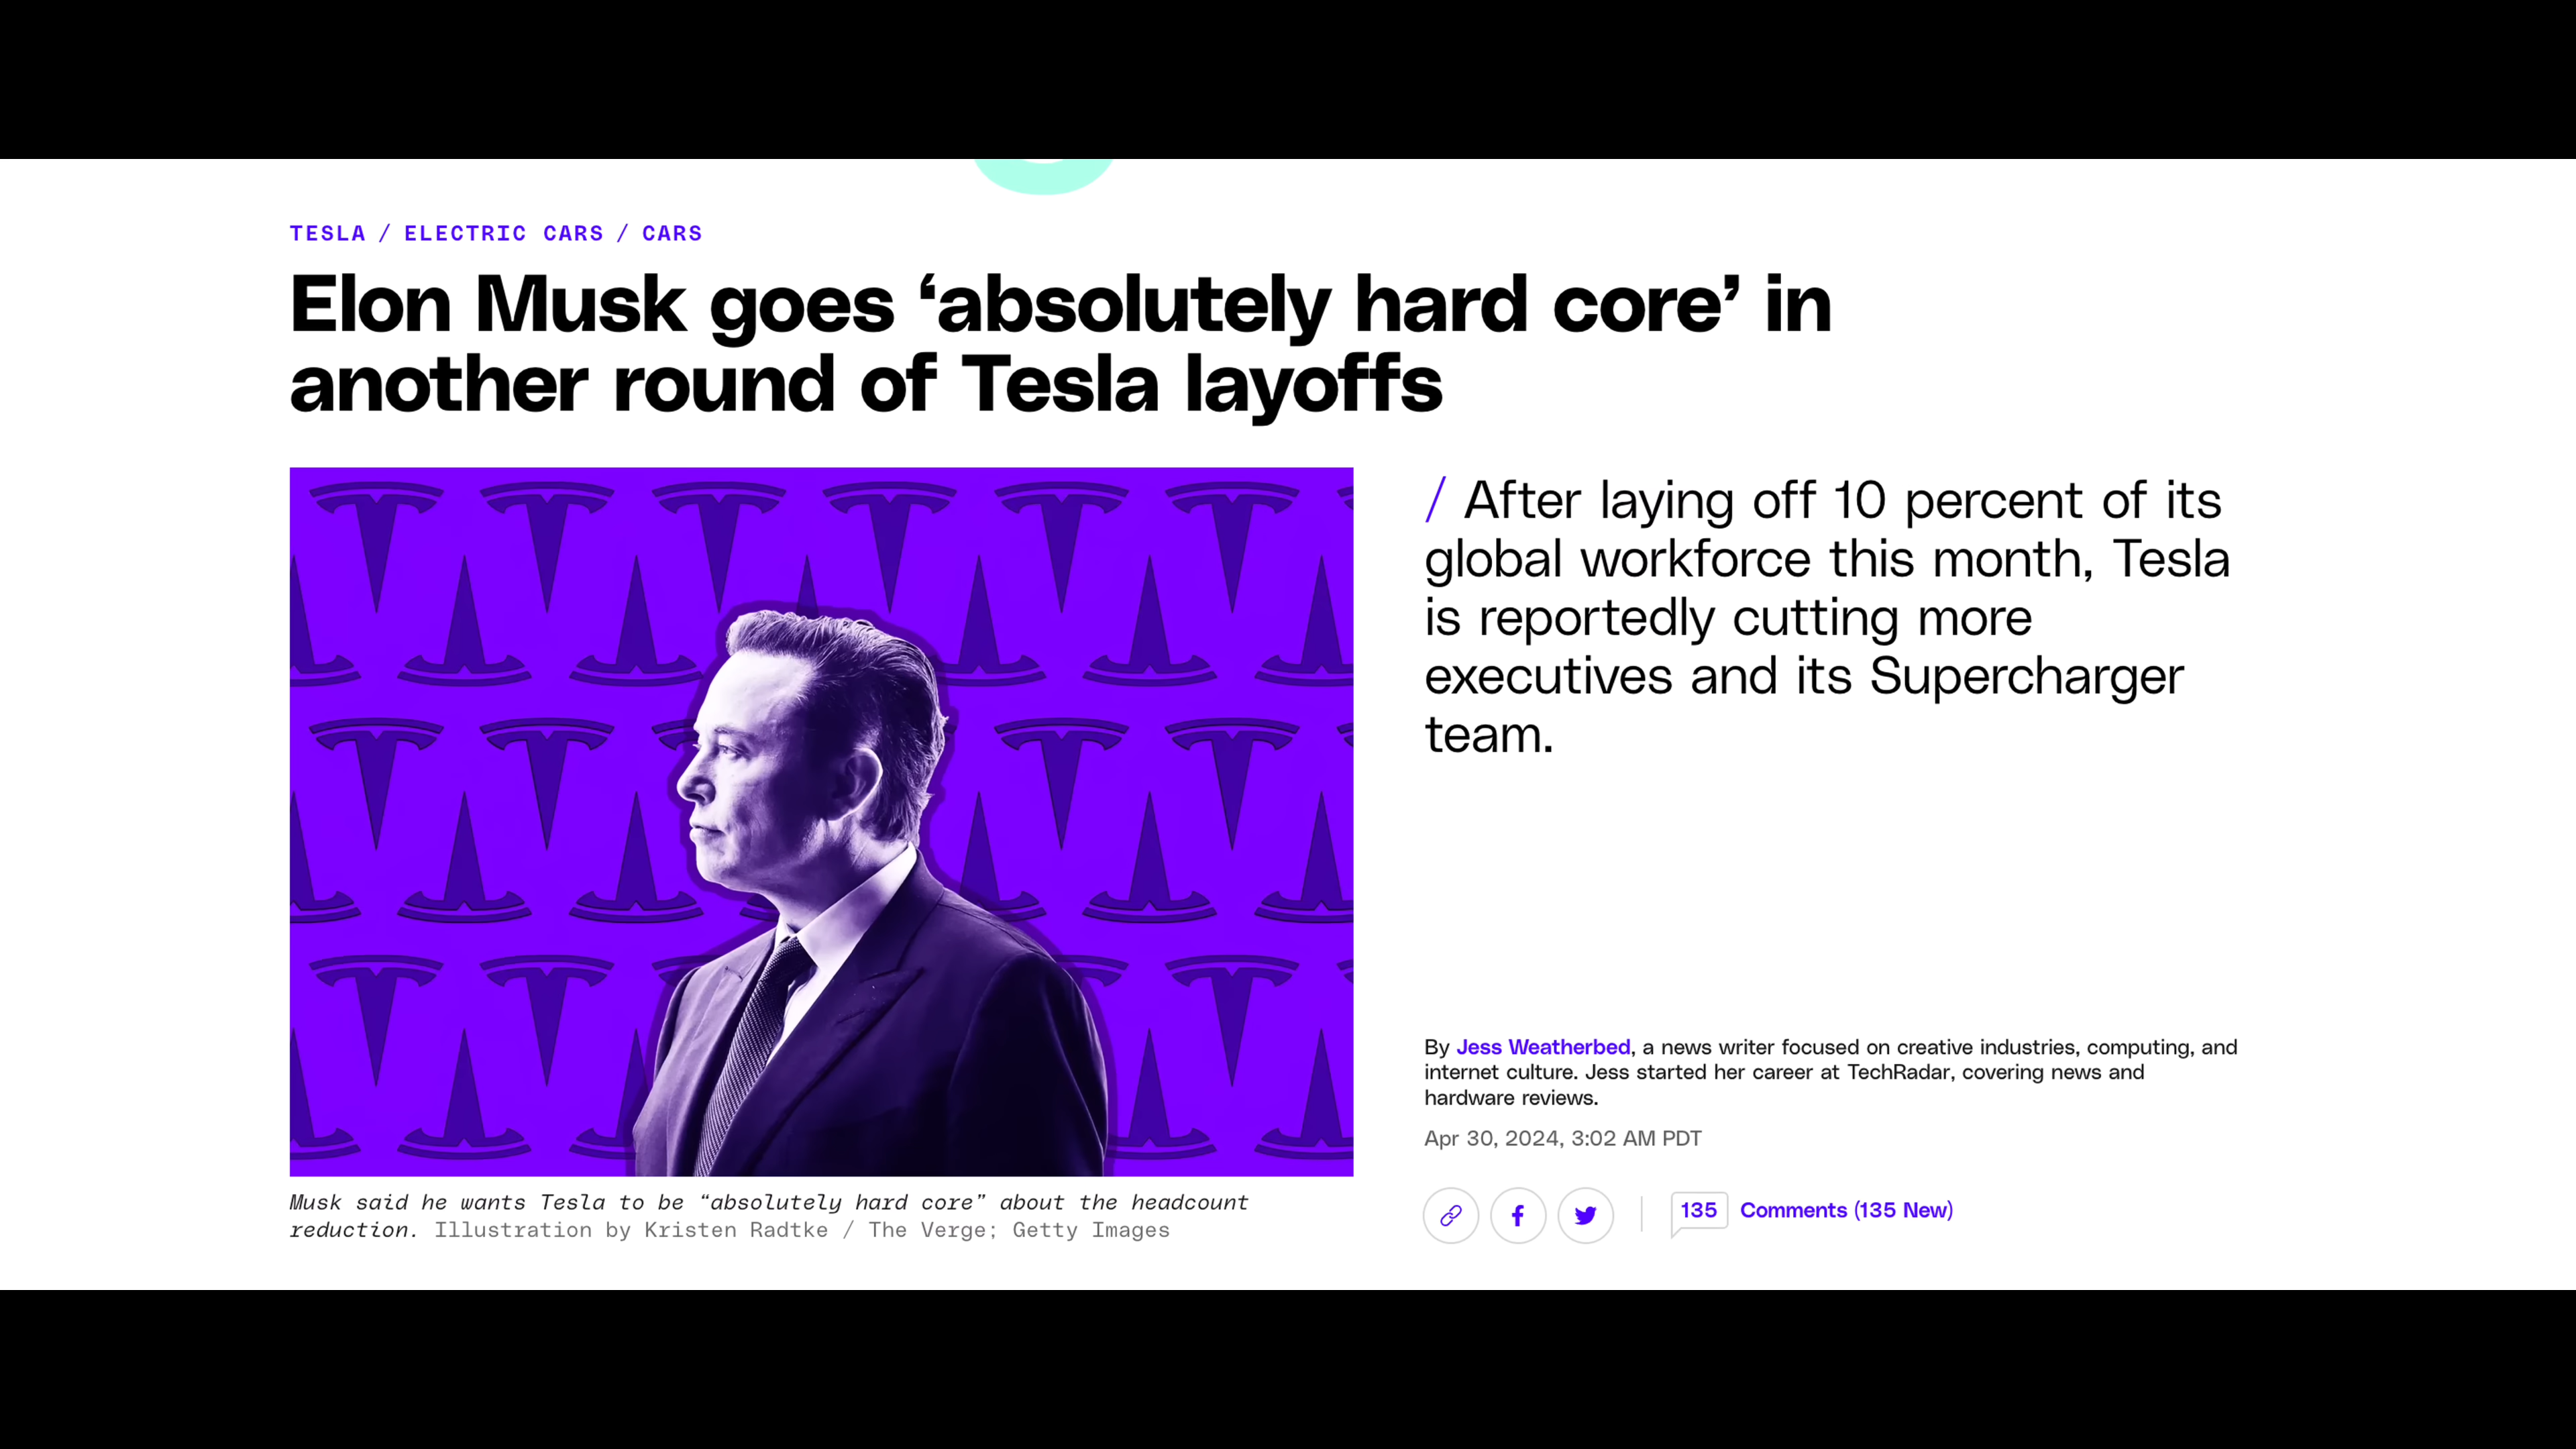 TESLA / ELECTRIC CARS / CARS
Elon Musk goes ‘absolutely hard core’ in
another round of Tesla layoffs
/ After laying off 10 percent of its
global workforce this month, Tesla
is reportedly cutting more
executives and its Supercharger
team.
By Jess Weatherbed, a news writer focused on creative industries, computing, and
internet culture. Jess started her career at TechRadar, covering news and
hardware reviews.
Apr 30, 2024, 3:02 AM PDT
135 Comments (135 New)
Musk said he wants Tesla to be “absolutely hard core” about the headcount
reduction. Illustration by Kristen Radtke / The Verge; Getty Images